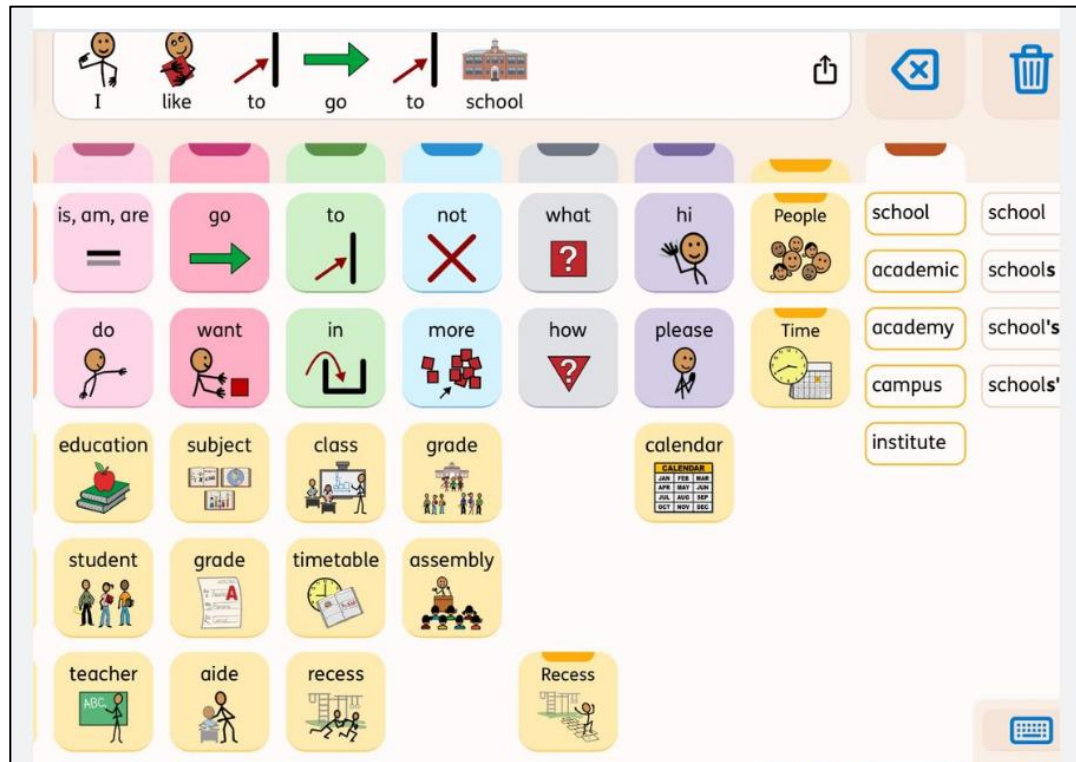 I like to go to school
is, am, are go to not what hi People school school
academic schools
do want in more how please Time academy school's
campus schools'
education subject class grade calendar institute
CALENDAR
JAN FEB MAR
APR MAY JUN
JUL AUG SEP
OCT NOV DEC
student grade timetable assembly
A
teacher aide recess Recess
ABC